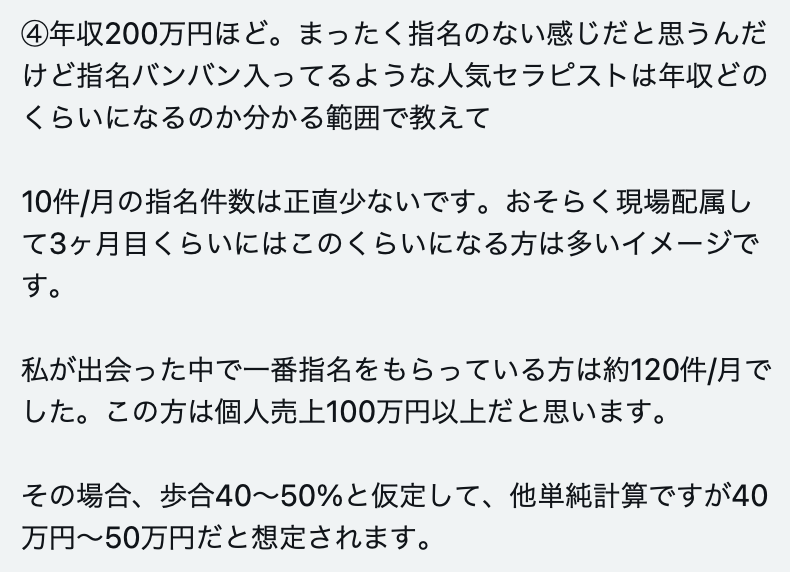 ④年収200万円ほど。まったく指名のない感じだと思うんだ
けど指名バンバン入ってるような人気セラピストは年収どの
くらいになるのか分かる範囲で教えて
10件/月の指名件数は正直少ないです。おそらく現場配属し
て3ヶ月目くらいにはこのくらいになる方は多いイメージで
す。
私が出会った中で一番指名をもらっている方は約120件/月で
した。この方は個人売上100万円以上だと思います。
その場合、歩合40〜50%と仮定して、他単純計算ですが40
万円〜50万円だと想定されます。